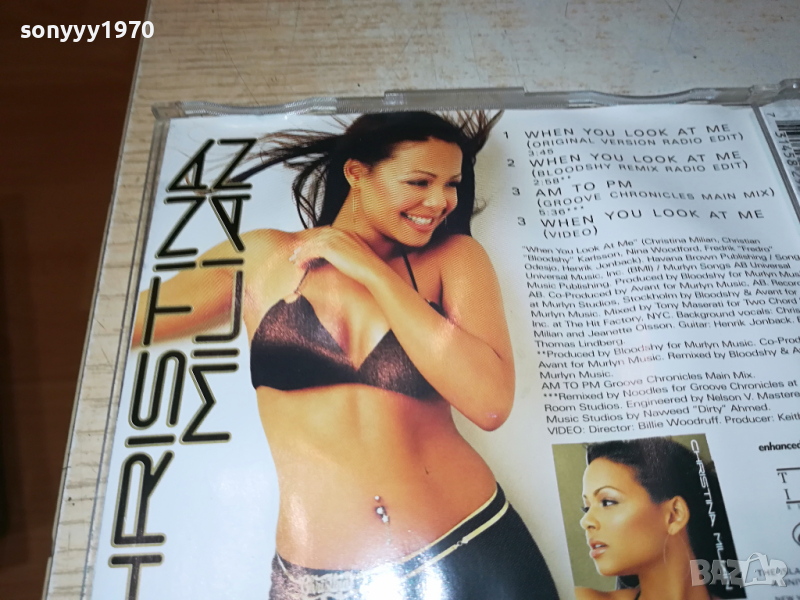 sonyyy1970
CHRISTINA
MILIAN
1 WHEN YOU LOOK AT ME
(ORIGINAL VERSION RADIO EDIT)
3:45
2 WHEN YOU LOOK AT ME
(BLOODSHY REMIX RADIO EDIT)
2:58**
3 AM TO PM
(GROOVE CHRONICLES MAIN MIX)
5:36***
3 WHEN YOU LOOK AT ME
(VIDEO)
"When You Look At Me" (Christina Milian, Christian
"Bloodshy" Karlsson, Nina Woodford, Fredrik "Fredro"
Odesjo, Henrik Jonback). Havana Brown Publishing / Song
Universal Music, Inc. (BMI) / Murlyn Songs AB Universal
Music Publishing. Produced by Bloodshy for Murlyn Music
AB. Co-Produced by Avant for Murlyn Music, AB. Recor
at Murlyn Studios, Stockholm by Bloodshy & Avant for
Murlyn Music. Mixed by Tony Maserati for Two Chord
Inc. at The Hit Factory, NYC. Background vocals: Chris
Milian and Jeanette Olsson. Guitar: Henrik Jonback.
Thomas Lindberg.
**Produced by Bloodshy for Murlyn Music. Co-Prod
Avant for Murlyn Music. Remixed by Bloodshy & A
Murlyn Music.
AM TO PM Groove Chronicles Main Mix.
***Remixed by Noodles for Groove Chronicles at
Room Studios. Engineered by Nelson V. Mastere
Music Studios by Naweed "Dirty" Ahmed.
VIDEO: Director: Billie Woodruff. Producer: Keith
enhanced
CHRISTINA MIL
BAZAR